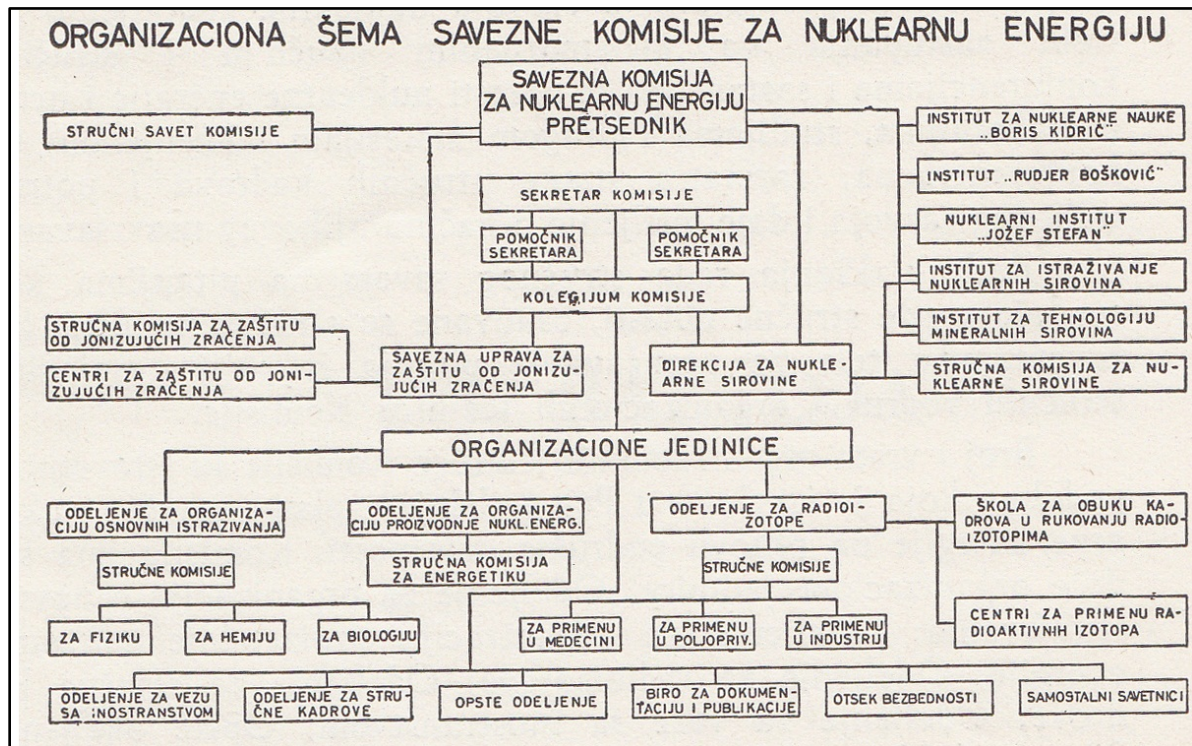 ORGANIZACIONA ŠEMA SAVEZNE KOMISIJE ZA NUKLEARNU ENERGIJU
SAVEZNA KOMISIJA
ZA NUKLEARNU ENERGIJU
PRETSEDNIK
STRUČNI SAVET KOMISIJE
INSTITUT ZA NUKLEARNE NAUKE
„BORIS KIDRIČ"
INSTITUT „RUDJER BOŠKOVIĆ"
NUKLEARNI INSTITUT
„JOŽEF STEFAN"
INSTITUT ZA ISTRAŽIVANJE
NUKLEARNIH SIROVINA
INSTITUT ZA TEHNOLOGIJU
MINERALNIH SIROVINA
STRUČNA KOMISIJA ZA NU-
KLEARNE SIROVINE
SEKRETAR KOMISIJE
POMOČNIK
SEKRETARA
POMOČNIK
SEKRETARA
KOLEGIJUM KOMISIJE
STRUČNA KOMISIJA ZA ZAŠTITU
OD JONIZUJUĆIH ZRAČENJA
CENTRI ZA ZAŠTITU OD JONI-
ZUJUĆIH ZRAČENJA
SAVEZNA UPRAVA ZA
ZAŠTITU OD JONIZU-
JUĆIH ZRAČENJA
DIREKCIJA ZA NUKLE-
ARNE SIROVINE
ORGANIZACIONE JEDINICE
ODELJENJE ZA ORGANIZA-
CIJU OSNOVNIH ISTRAZIVANJA
ODELJENJE ZA ORGANIZA-
CIJU PROIZVODNJE NUKL.ENERG.
ODELJENJE ZA RADIOI-
ZOTOPE
ŠKOLA ZA OBUKU KA-
DROVA U RUKOVANJU RADIO-
IZOTOPIMA
STRUČNE KOMISIJE
STRUČNA KOMISIJA
ZA ENERGETIKU
STRUČNE KOMISIJE
ZA FIZIKU
ZA HEMIJU
ZA BIOLOGIJU
ZA PRIMENU
U MEDECINI
ZA PRIMENU
U POLJOPRIV.
ZA PRIMENU
U INDUSTRIJI
CENTRI ZA PRIMENU RA-
DIOAKTIVNIH IZOTOPA
ODELJENJE ZA VEZU
SA INOSTRANSTVOM
ODELJENJE ZA STRU-
ČNE KADROVE
OPSTE ODELJENJE
BIRO ZA DOKUMEN-
TACIJU I PUBLIKACIJE
OTSEK BEZBEDNOSTI
SAMOSTALNI SAVETNICI